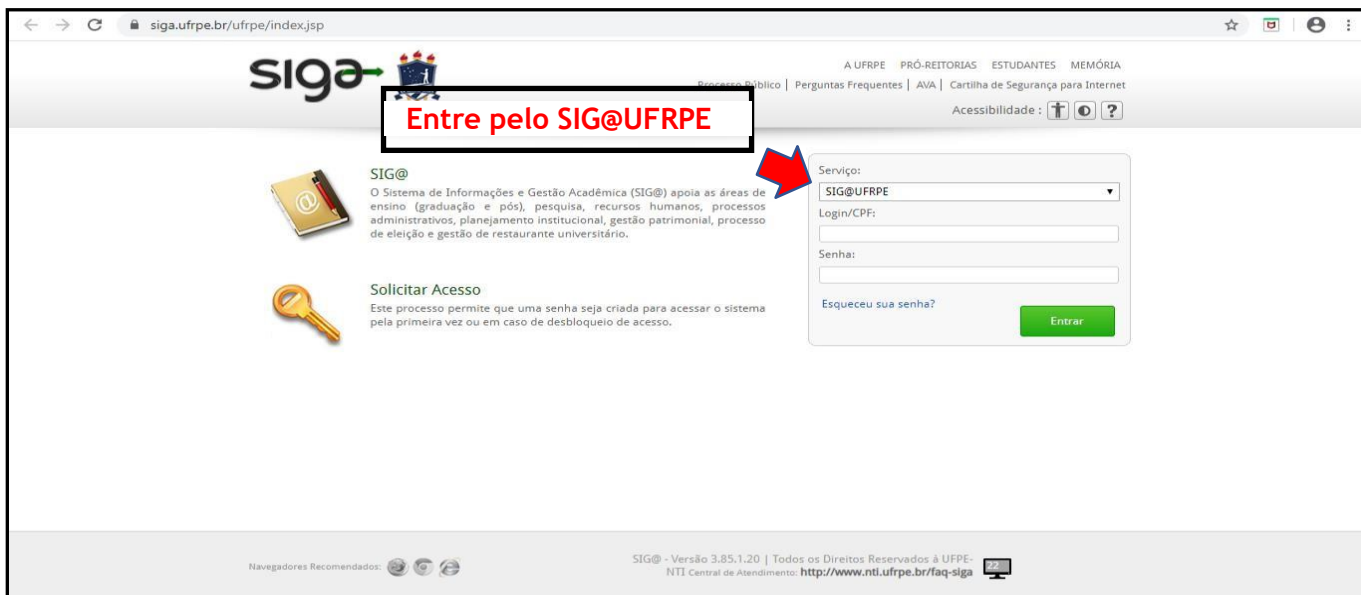 siga.ufrpe.br/ufrpe/index.jsp
siga
A UFRPE PRÓ-REITORIAS ESTUDANTES MEMÓRIA
Processo Público | Perguntas Frequentes | AVA | Cartilha de Segurança para Internet
Acessibilidade : ?
Entre pelo SIG@UFRPE
SIG@
O Sistema de Informações e Gestão Acadêmica (SIG@) apoia as áreas de
ensino (graduação e pós), pesquisa, recursos humanos, processos
administrativos, planejamento institucional, gestão patrimonial, processo
de eleição e gestão de restaurante universitário.
Solicitar Acesso
Este processo permite que uma senha seja criada para acessar o sistema
pela primeira vez ou em caso de desbloqueio de acesso.
Serviço:
SIG@UFRPE
Login/CPF:
Senha:
Esqueceu sua senha?
Entrar
Navegadores Recomendados:
SIG@ - Versão 3.85.1.20 | Todos os Direitos Reservados á UFPE-
NTI Central de Atendimento: http://www.nti.ufrpe.br/faq-siga
22